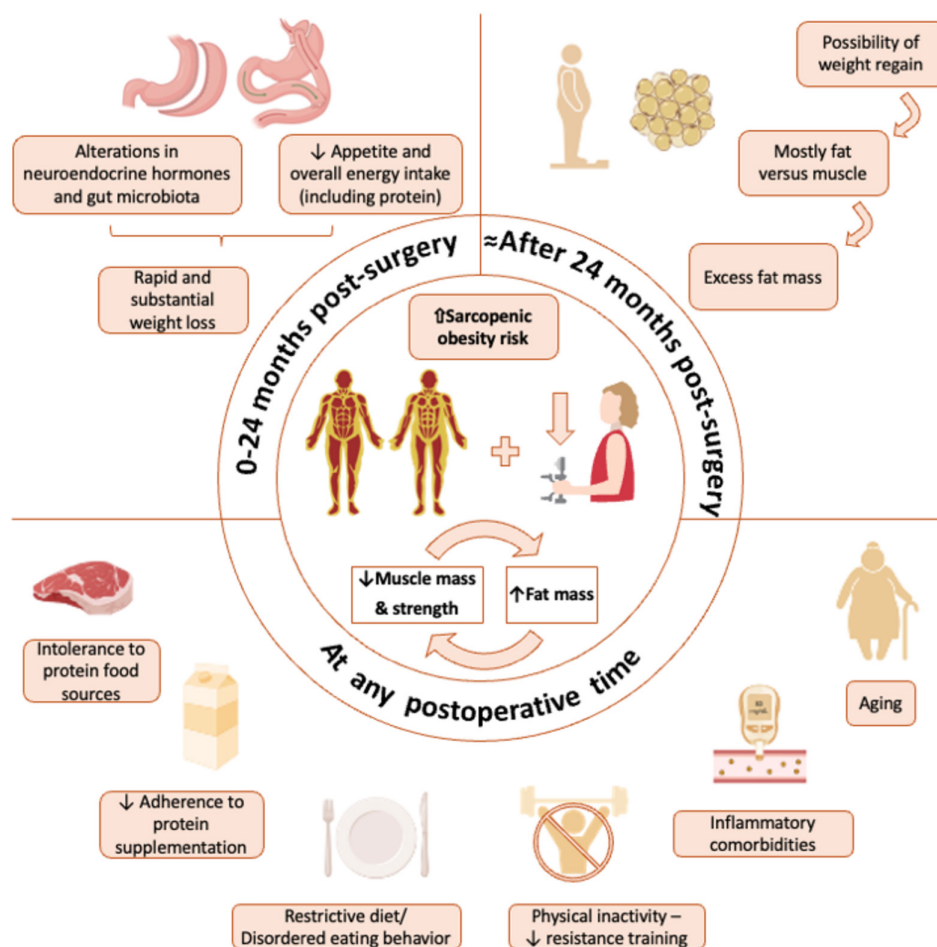 Alterations in
neuroendocrine hormones
and gut microbiota
↓ Appetite and
overall energy intake
(including protein)
Rapid and
substantial
weight loss
Possibility of
weight regain
Mostly fat
versus muscle
Excess fat mass
0-24 months post-surgery
≈After 24 months post-surgery
⇧Sarcopenic
obesity risk
↓Muscle mass
& strength
↑Fat mass
At any postoperative time
Intolerance to
protein food
sources
↓ Adherence to
protein
supplementation
Restrictive diet/
Disordered eating behavior
Physical inactivity –
↓ resistance training
Inflammatory
comorbidities
Aging